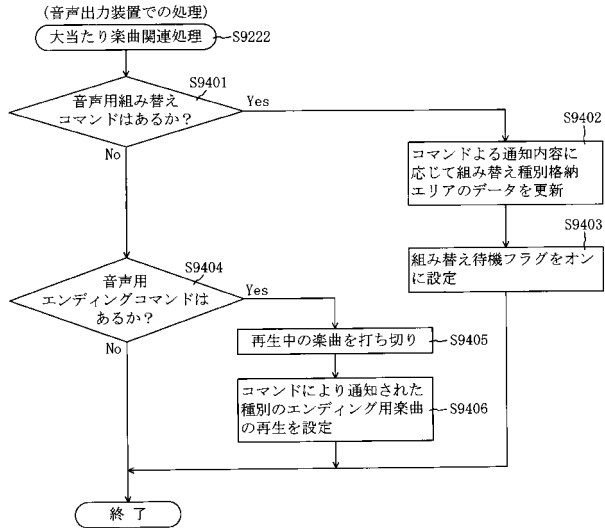 (音声出力装置での処理)
大当たり楽曲関連処理
S9222
S9401
音声用組み替え
コマンドはあるか?
Yes
No
S9402
コマンドよる通知内容に
応じて組み替え種別格納
エリアのデータを更新
S9403
組み替え待機フラグをオン
に設定
S9404
音声用
エンディングコマンドは
あるか?
Yes
No
再生中の楽曲を打ち切り
S9405
コマンドにより通知された
種別のエンディング用楽曲
の再生を設定
S9406
終了